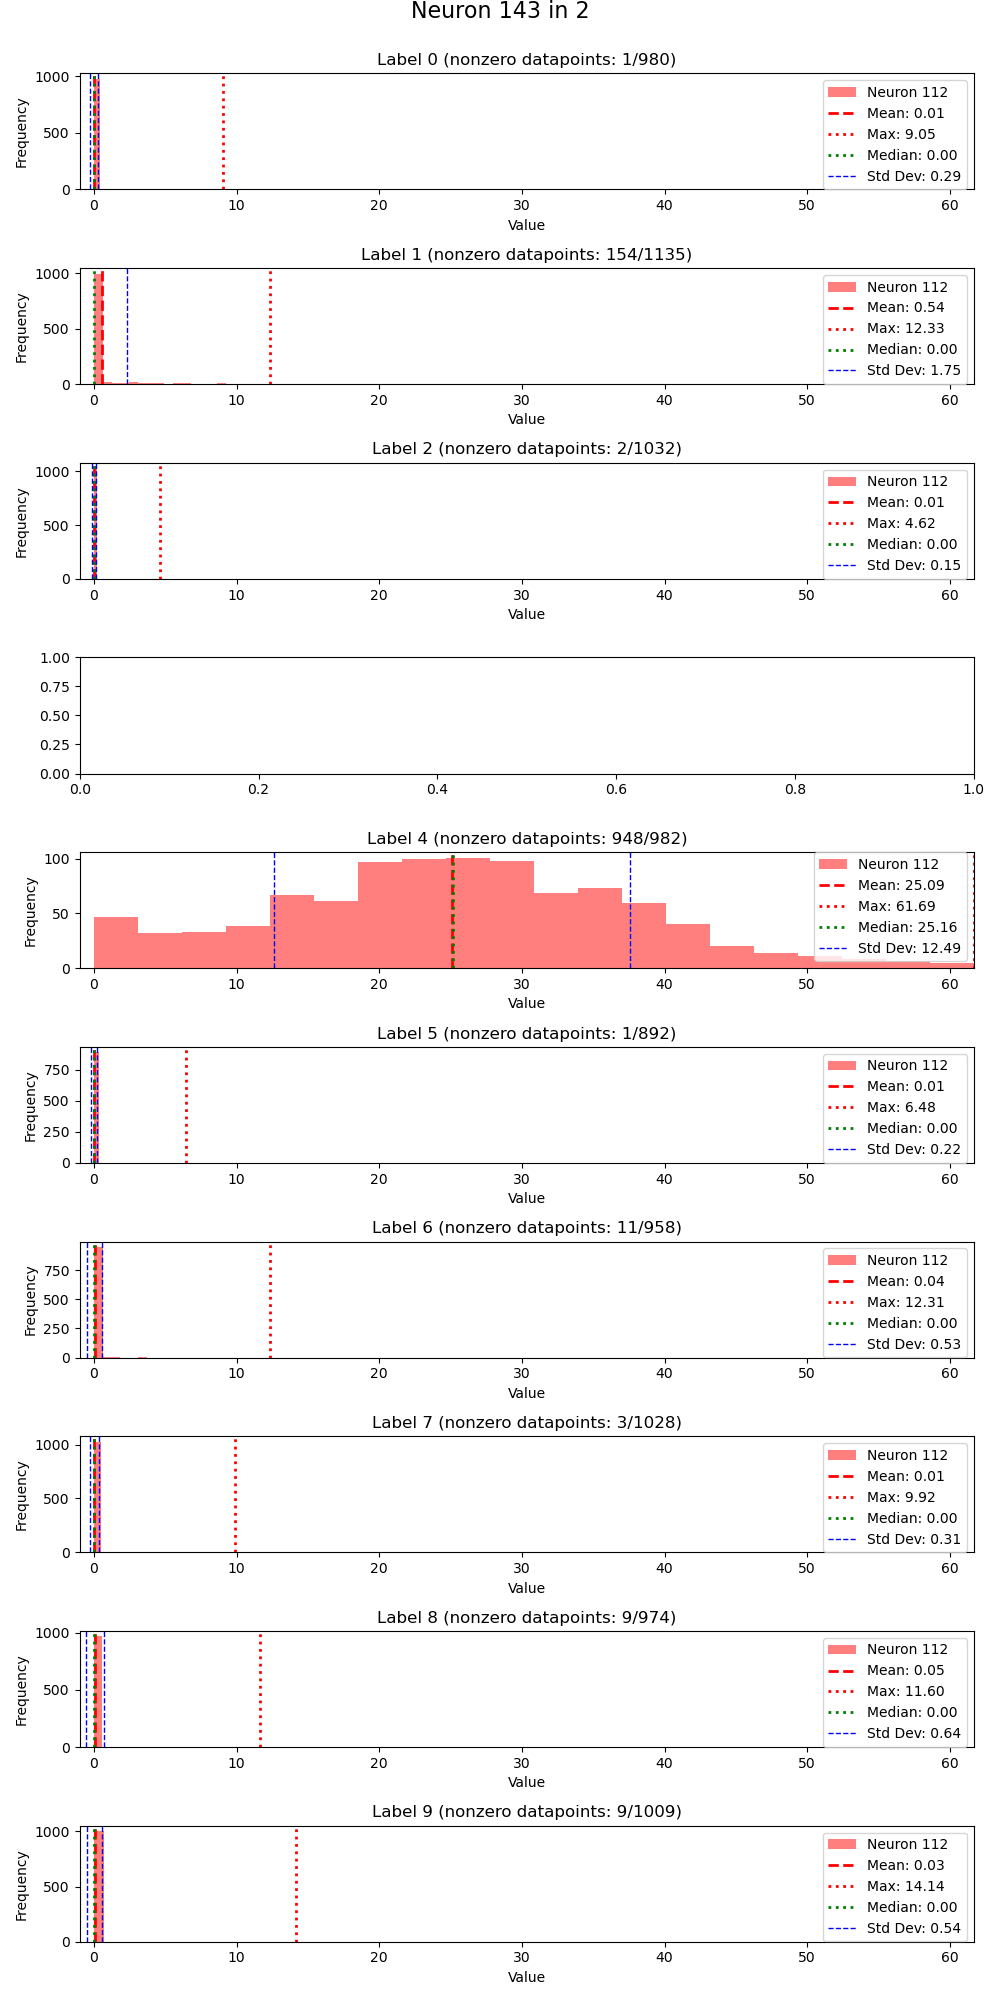 Neuron 143 in 2
Label 0 (nonzero datapoints: 1/980)
1000
500
0
Frequency
Neuron 112
Mean: 0.01
Max: 9.05
Median: 0.00
Std Dev: 0.29
0 10 20 30 40 50 60
Value
Label 1 (nonzero datapoints: 154/1135)
1000
500
0
Frequency
Neuron 112
Mean: 0.54
Max: 12.33
Median: 0.00
Std Dev: 1.75
0 10 20 30 40 50 60
Value
Label 2 (nonzero datapoints: 2/1032)
1000
500
0
Frequency
Neuron 112
Mean: 0.01
Max: 4.62
Median: 0.00
Std Dev: 0.15
0 10 20 30 40 50 60
Value
1.00
0.75
0.50
0.25
0.00
0.0 0.2 0.4 0.6 0.8 1.0
Label 4 (nonzero datapoints: 948/982)
100
50
0
Frequency
Neuron 112
Mean: 25.09
Max: 61.69
Median: 25.16
Std Dev: 12.49
0 10 20 30 40 50 60
Value
Label 5 (nonzero datapoints: 1/892)
750
500
250
0
Frequency
Neuron 112
Mean: 0.01
Max: 6.48
Median: 0.00
Std Dev: 0.22
0 10 20 30 40 50 60
Value
Label 6 (nonzero datapoints: 11/958)
750
500
250
0
Frequency
Neuron 112
Mean: 0.04
Max: 12.31
Median: 0.00
Std Dev: 0.53
0 10 20 30 40 50 60
Value
Label 7 (nonzero datapoints: 3/1028)
1000
500
0
Frequency
Neuron 112
Mean: 0.01
Max: 9.92
Median: 0.00
Std Dev: 0.31
0 10 20 30 40 50 60
Value
Label 8 (nonzero datapoints: 9/974)
1000
500
0
Frequency
Neuron 112
Mean: 0.05
Max: 11.60
Median: 0.00
Std Dev: 0.64
0 10 20 30 40 50 60
Value
Label 9 (nonzero datapoints: 9/1009)
1000
500
0
Frequency
Neuron 112
Mean: 0.03
Max: 14.14
Median: 0.00
Std Dev: 0.54
0 10 20 30 40 50 60
Value